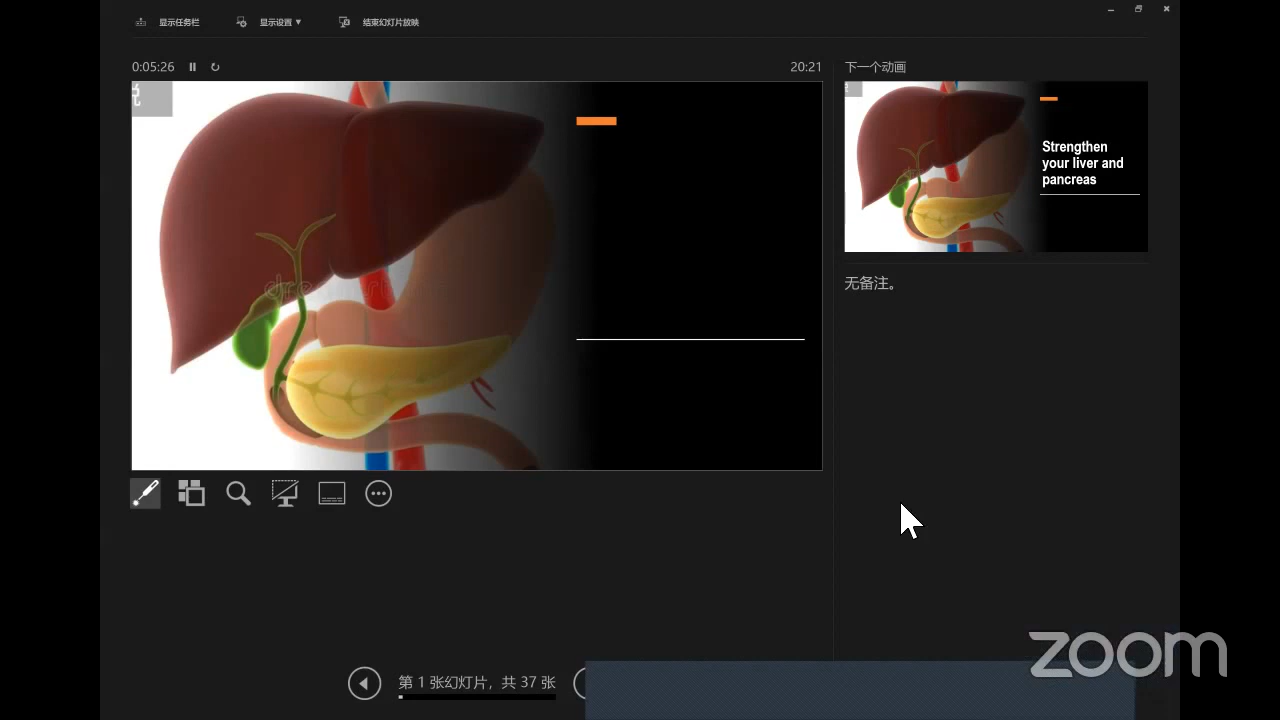 显示任务栏
显示设置 ▼
结束幻灯片放映
0:05:26
20:21
下一个动画
Strengthen
your liver and
pancreas
无备注。
第 1 张幻灯片，共 37 张
zoom